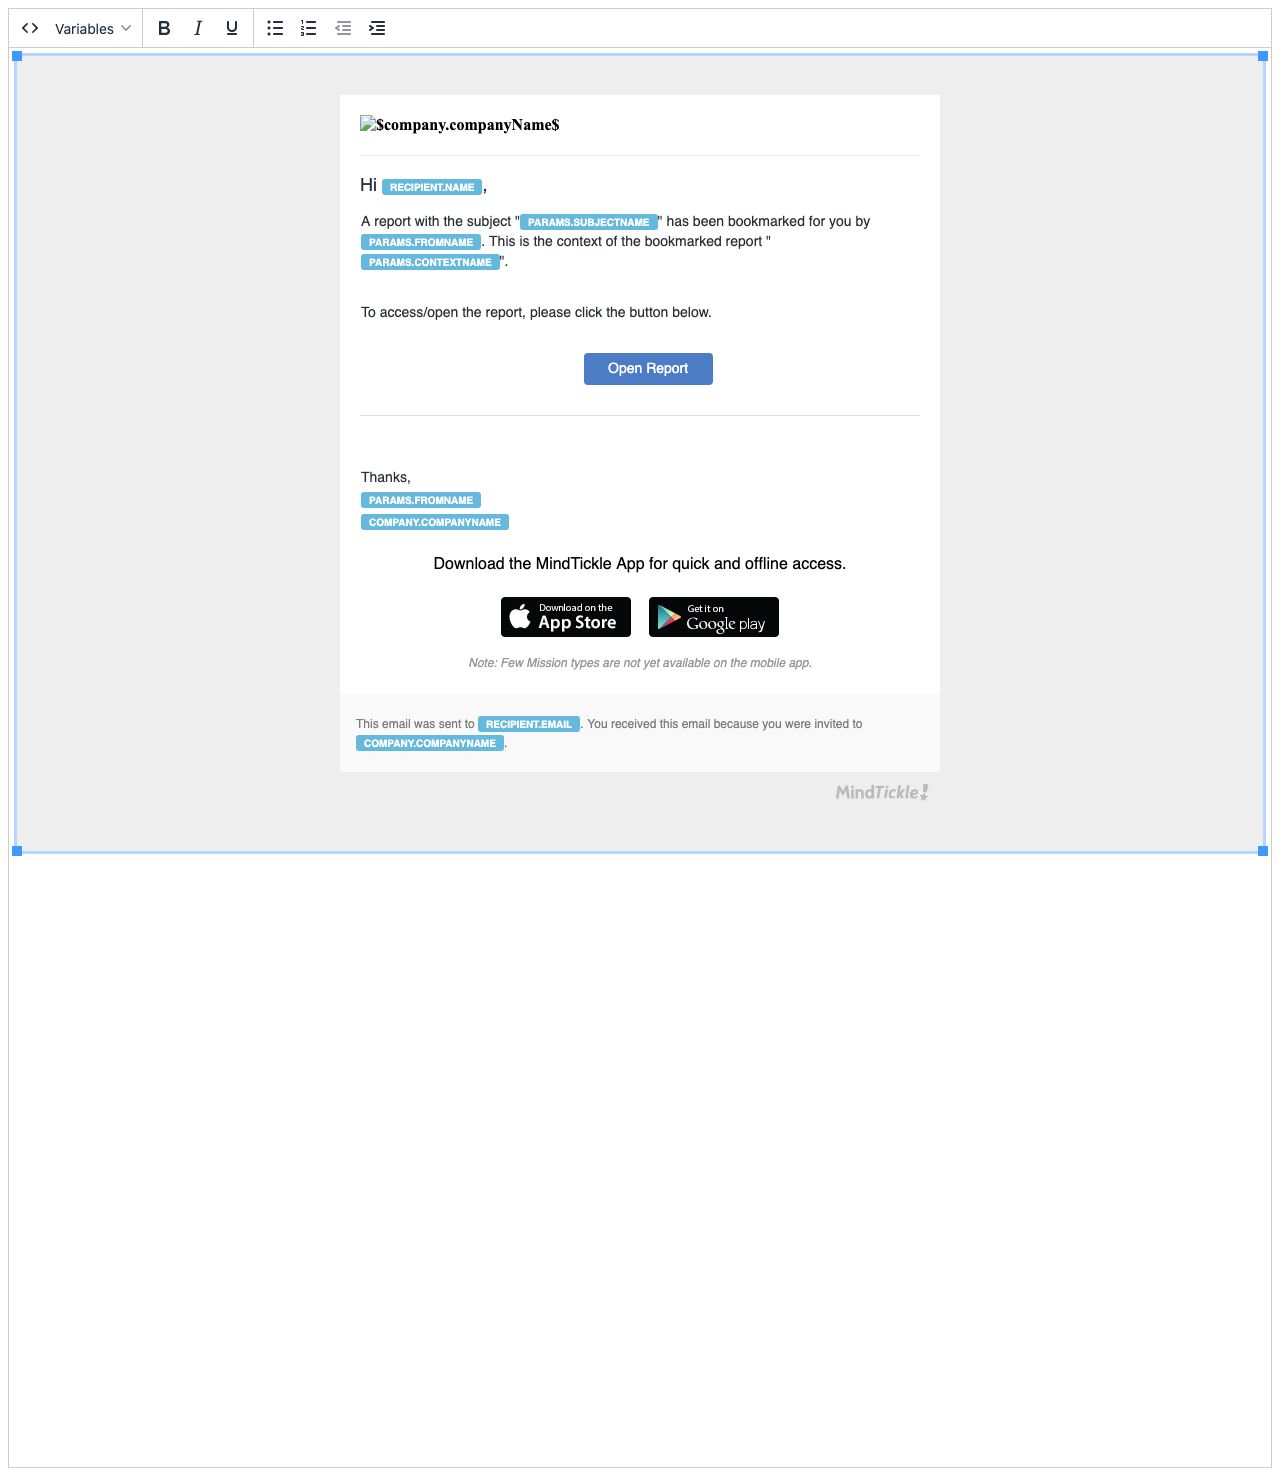 Variables B I U
$company.companyName$
Hi RECIPIENT.NAME,
A report with the subject "PARAMS.SUBJECTNAME" has been bookmarked for you by
PARAMS.FROMNAME. This is the context of the bookmarked report "
PARAMS.CONTEXTNAME".
To access/open the report, please click the button below.
Open Report
Thanks,
PARAMS.FROMNAME
COMPANY.COMPANYNAME
Download the MindTickle App for quick and offline access.
Download on the
App Store
Get it on
Google play
Note: Few Mission types are not yet available on the mobile app.
This email was sent to RECIPIENT.EMAIL. You received this email because you were invited to
COMPANY.COMPANYNAME.
MindTickle!